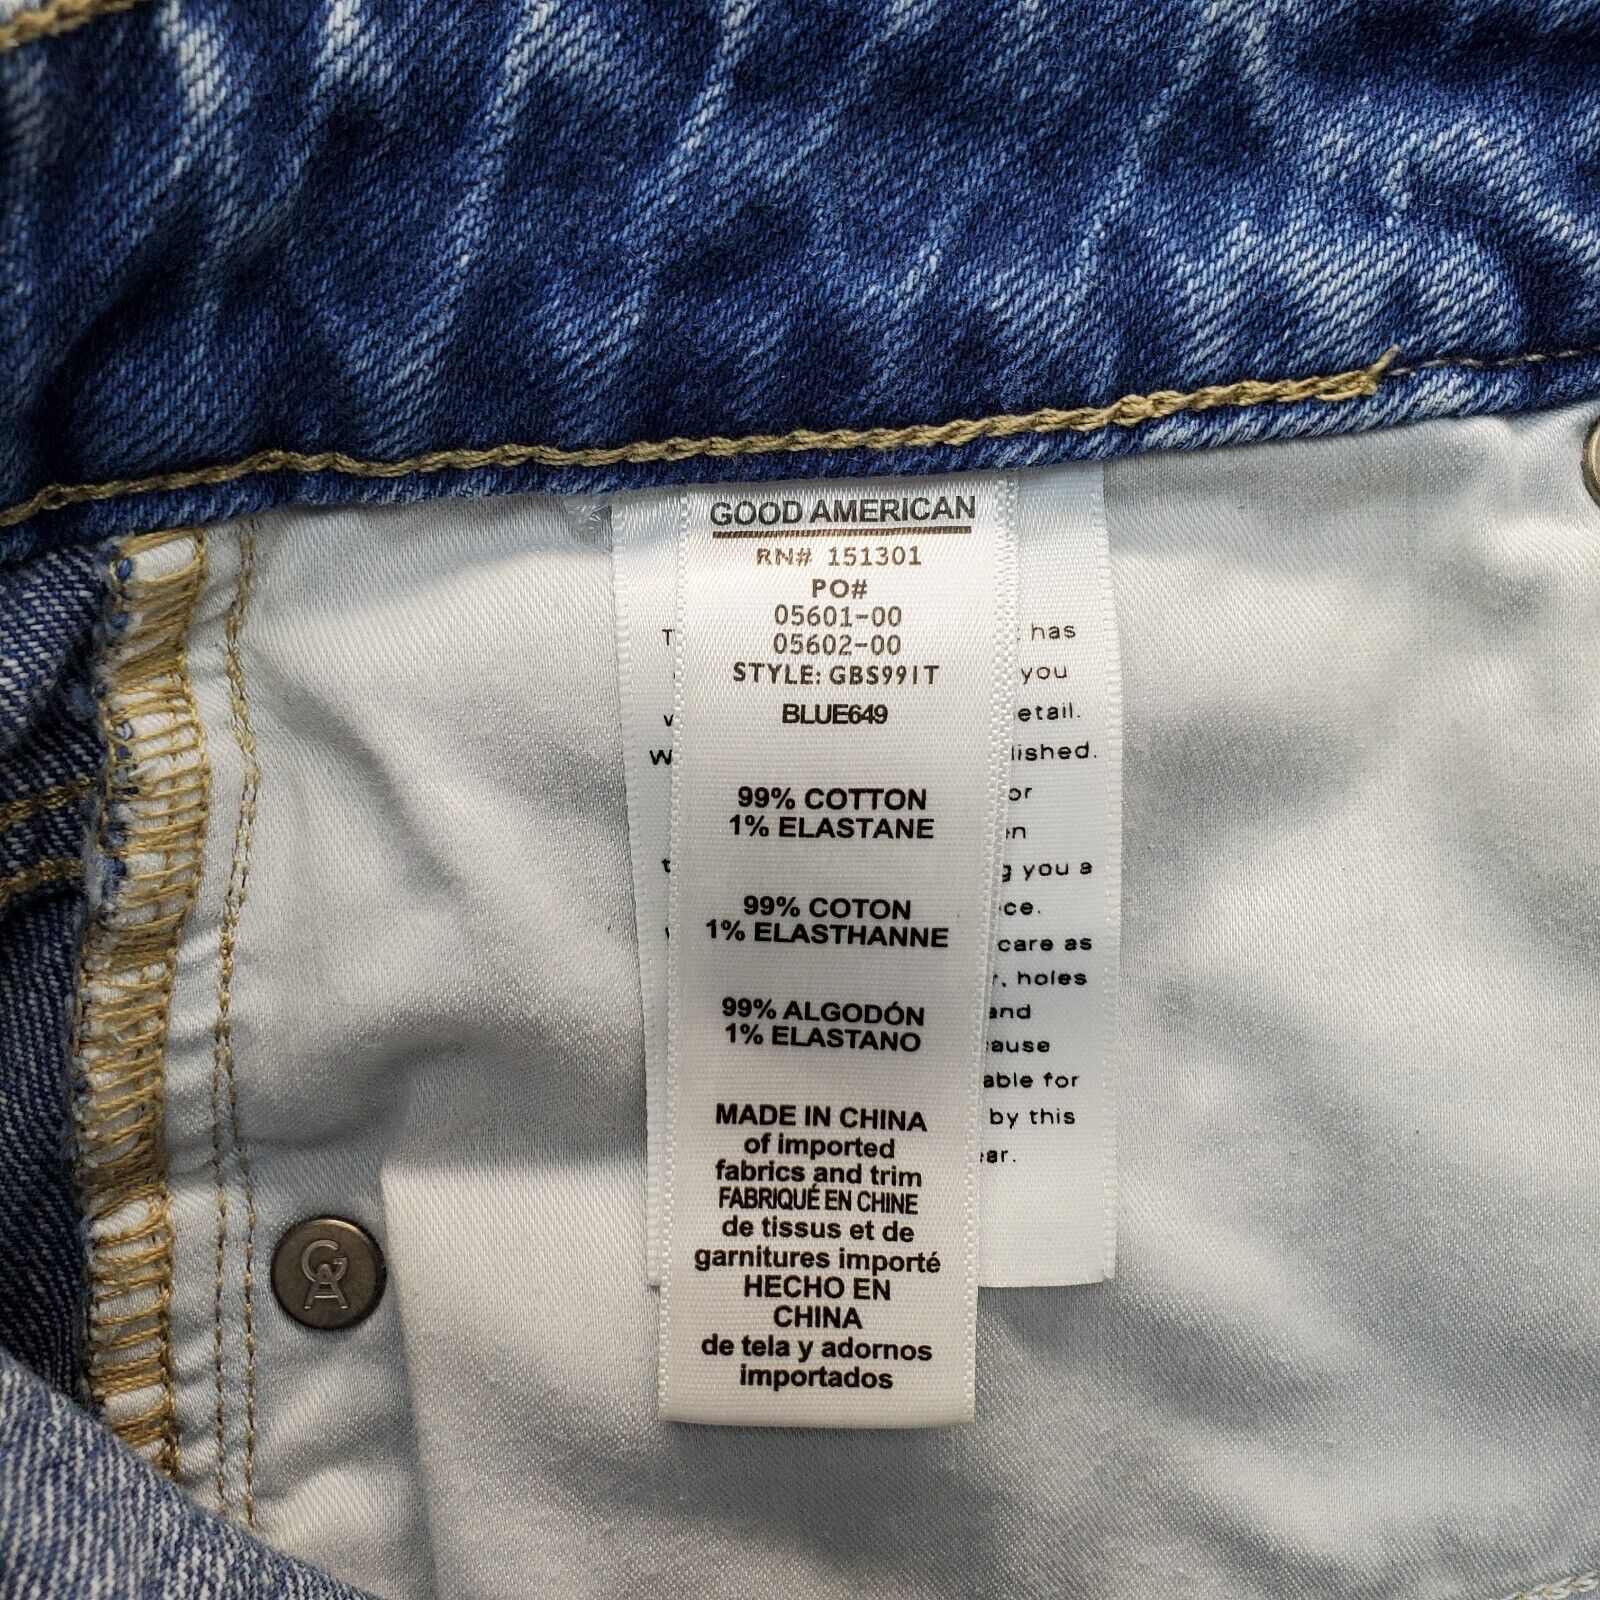 GOOD AMERICAN
RN# 151301
PO#
05601-00
05602-00
STYLE: GBS991T
BLUE649
99% COTTON
1% ELASTANE
99% COTON
1% ELASTHANNE
99% ALGODÓN
1% ELASTANO
MADE IN CHINA
of imported
fabrics and trim
FABRIQUÉ EN CHINE
de tissus et de
garnitures importé
HECHO EN
CHINA
de tela y adornos
importados
has
you
etail.
lished.
or
en
g you a
ce.
care as
r, holes
and
cause
able for
by this
ear.
GA